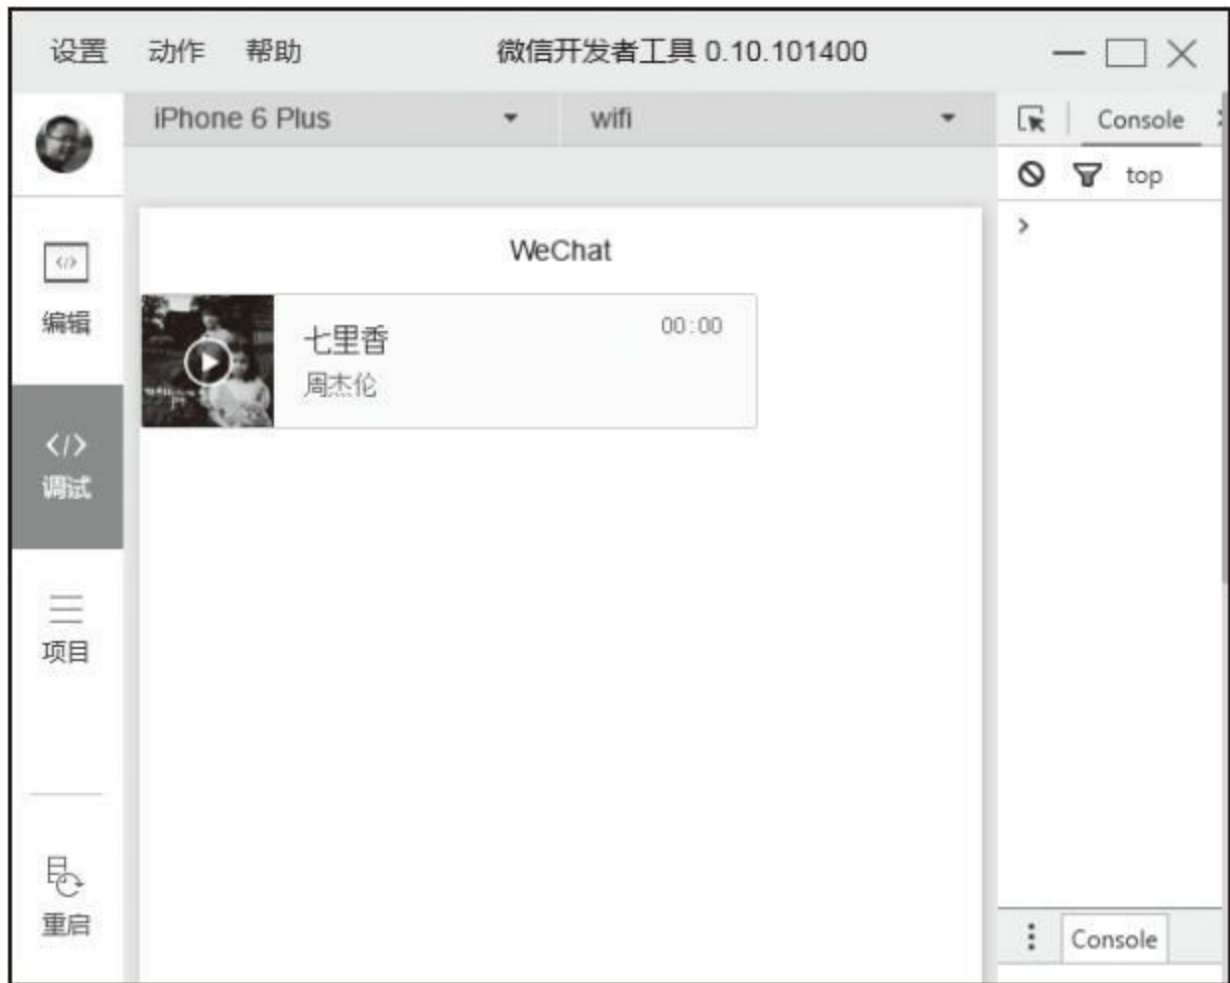 设置 动作 帮助 微信开发者工具 0.10.101400
iPhone 6 Plus wifi Console
top
WeChat
七里香 00:00
周杰伦
编辑
调试
项目
重启
Console